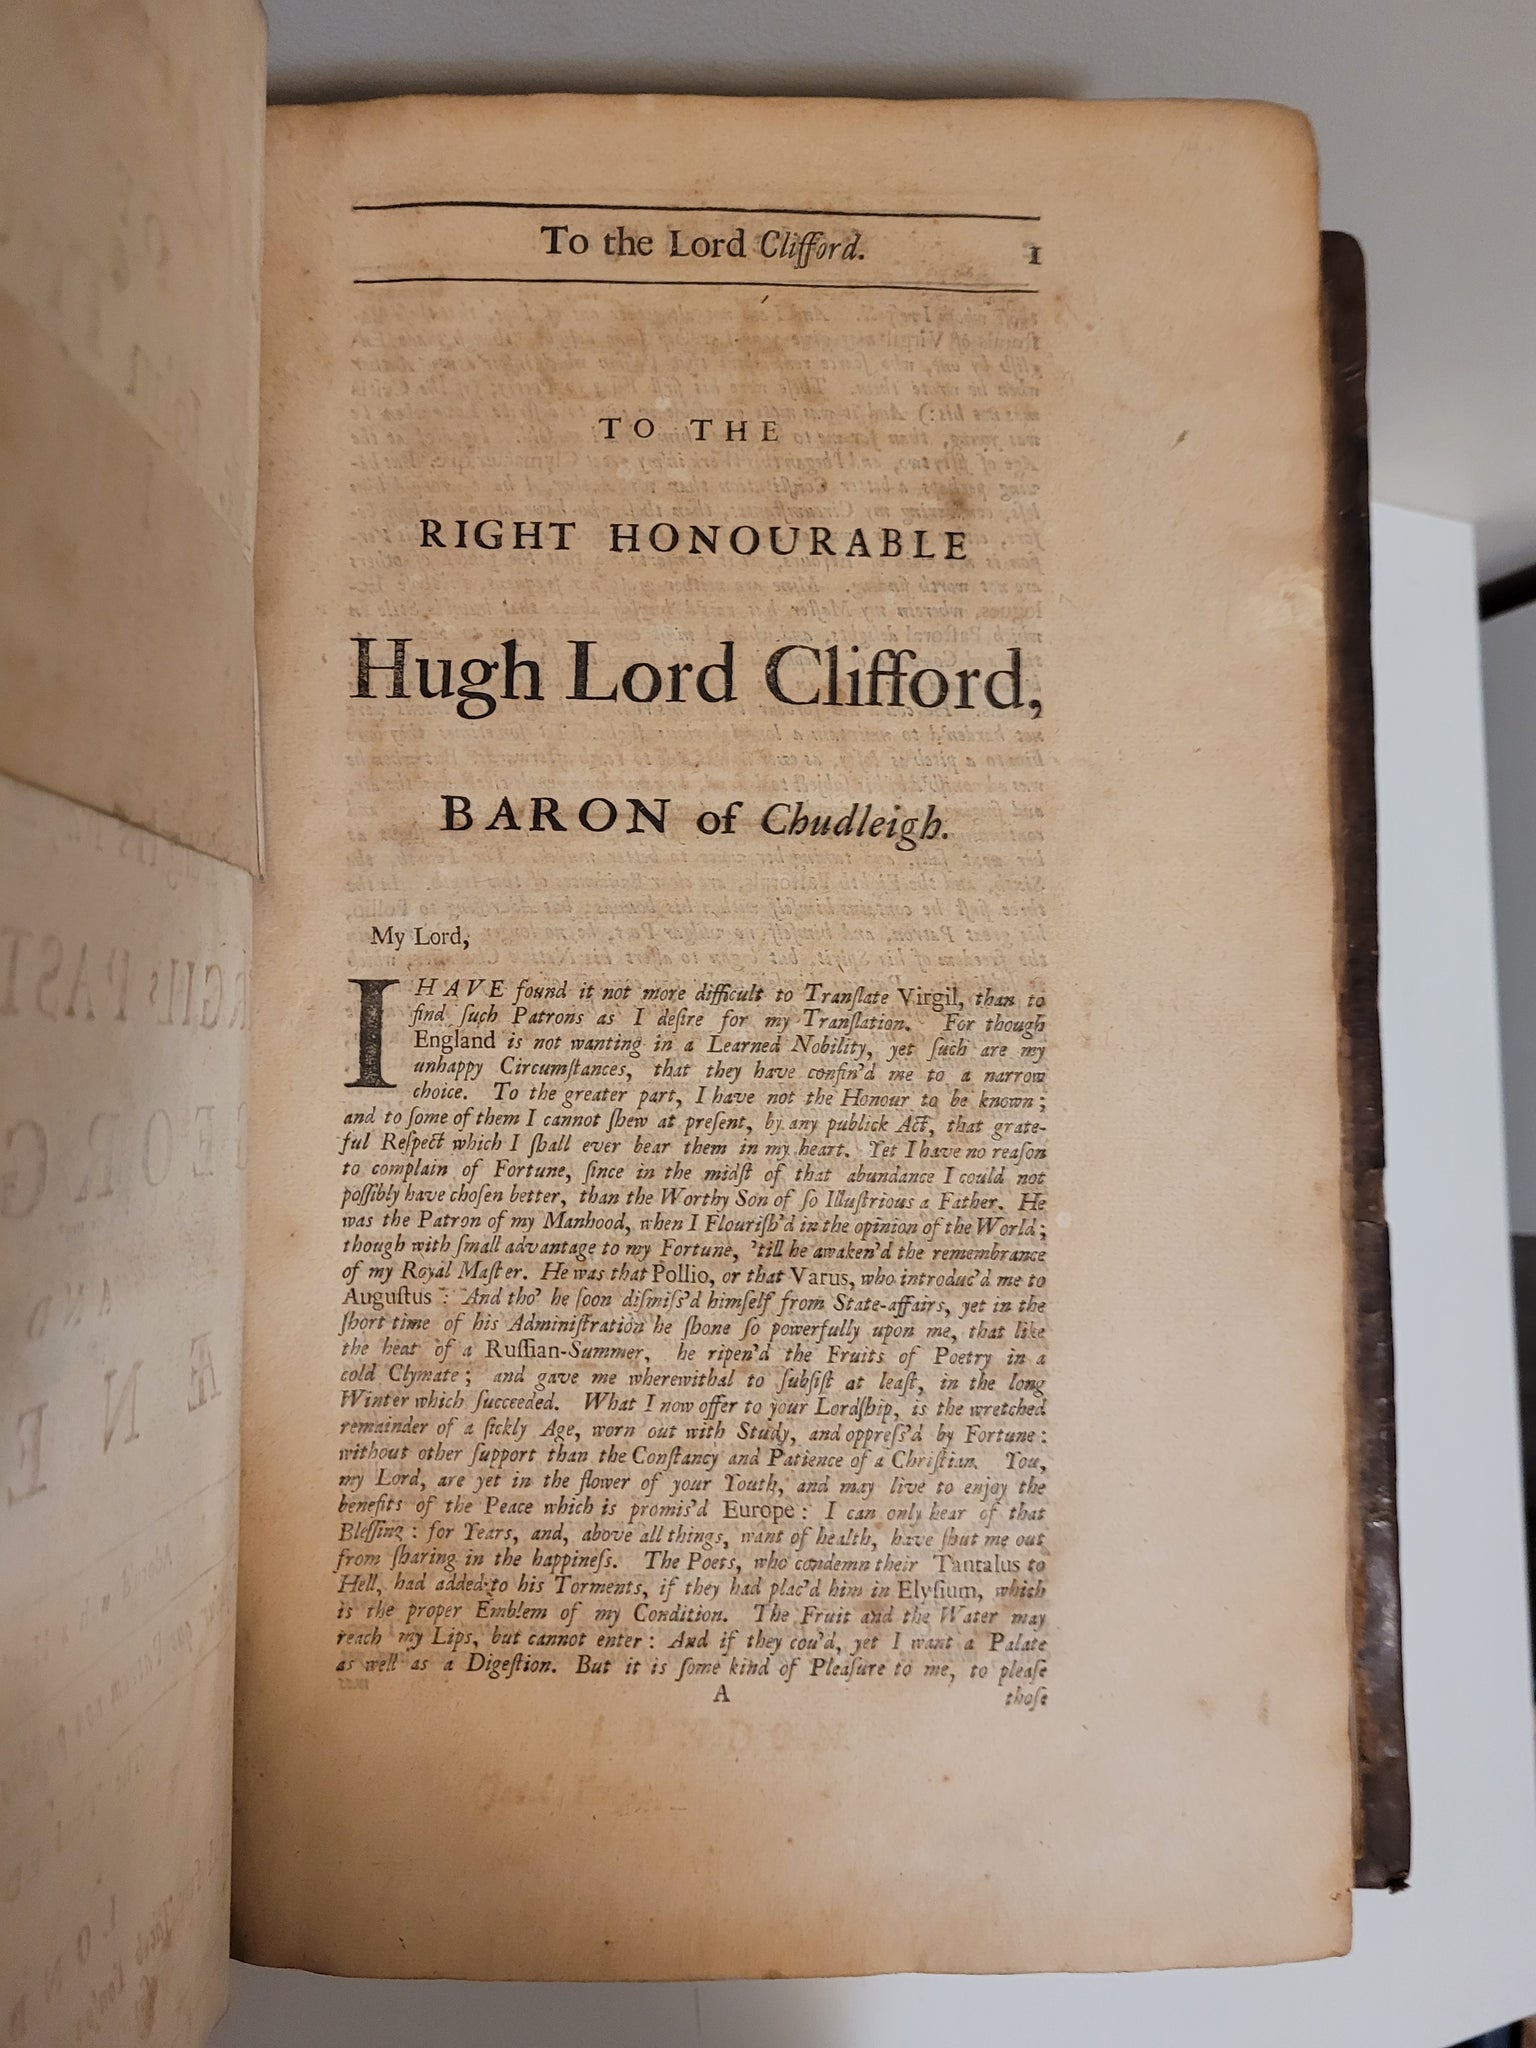 To the Lord Clifford. 1
TO THE
RIGHT HONOURABLE
Hugh Lord Clifford,
BARON of Chudleigh.
My Lord,
I HAVE found it not more difficult to Tranſlate Virgil, than to
find ſuch Patrons as I deſire for my Tranſlation. For though
England is not wanting in a Learned Nobility, yet ſuch are my
unhappy Circumſtances, that they have confin'd me to a narrow
choice. To the greater part, I have not the Honour to be known;
and to ſome of them I cannot ſhew at preſent, by any publick Act, that grate-
ful Reſpect which I ſhall ever bear them in my heart. Yet I have no reaſon
to complain of Fortune, ſince in the midſt of that abundance I could not
poſſibly have choſen better, than the Worthy Son of ſo Illuſtrious a Father. He
was the Patron of my Manhood, when I Flouriſh'd in the opinion of the World;
though with ſmall advantage to my Fortune, 'till he awaken'd the remembrance
of my Royal Maſter. He was that Pollio, or that Varus, who introduc'd me to
Auguſtus: And tho' he ſoon diſmiſs'd himſelf from State-affairs, yet in the
ſhort time of his Adminiſtration he ſhone ſo powerfully upon me, that like
the heat of a Ruſſian-Summer, he ripen'd the Fruits of Poetry in a
cold Clymate; and gave me wherewithal to ſubſiſt at leaſt, in the long
Winter which ſucceeded. What I now offer to your Lordſhip, is the wretched
remainder of a ſickly Age, worn out with Study, and oppreſs'd by Fortune:
without other ſupport than the Conſtancy and Patience of a Chriſtian. You,
my Lord, are yet in the flower of your Youth, and may live to enjoy the
benefits of the Peace which is promis'd Europe: I can only hear of that
Bleſſing: for Years, and, above all things, want of health, have ſhut me out
from ſharing in the happineſs. The Poets, who condemn their Tantalus to
Hell, had added to his Torments, if they had plac'd him in Elyſium, which
is the proper Emblem of my Condition. The Fruit and the Water may
reach my Lips, but cannot enter: And if they cou'd, yet I want a Palate
as well as a Digeſtion. But it is ſome kind of Pleaſure to me, to pleaſe
A thoſe